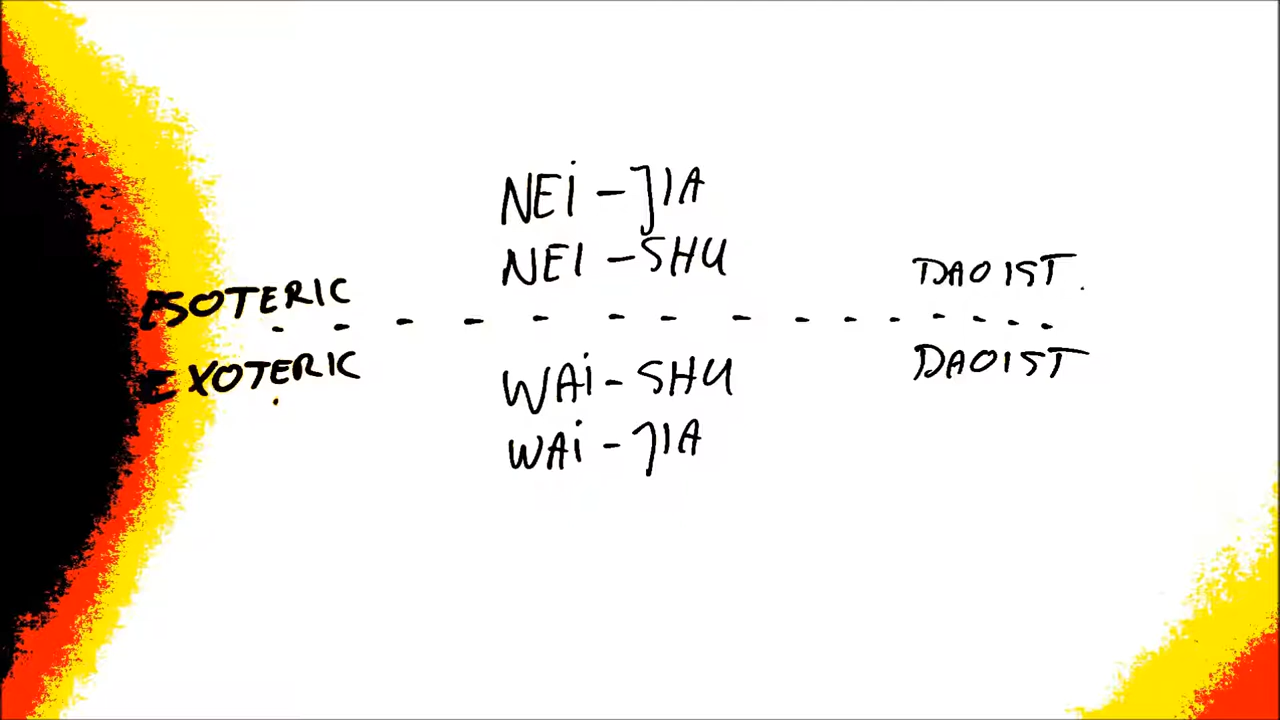 NEi - JIA
NEI - SHU
ESOTERIC
DAOIST.
EXOTERIC
WAi - SHU
DAOIST
WAi - JIA